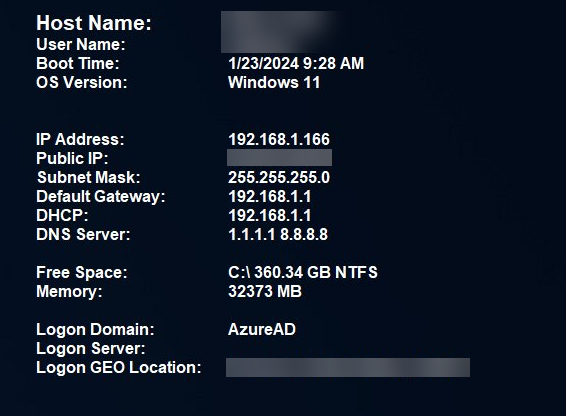 Host Name:
User Name:
Boot Time: 1/23/2024 9:28 AM
OS Version: Windows 11
IP Address: 192.168.1.166
Public IP:
Subnet Mask: 255.255.255.0
Default Gateway: 192.168.1.1
DHCP: 192.168.1.1
DNS Server: 1.1.1.1 8.8.8.8
Free Space: C:\ 360.34 GB NTFS
Memory: 32373 MB
Logon Domain: AzureAD
Logon Server:
Logon GEO Location: